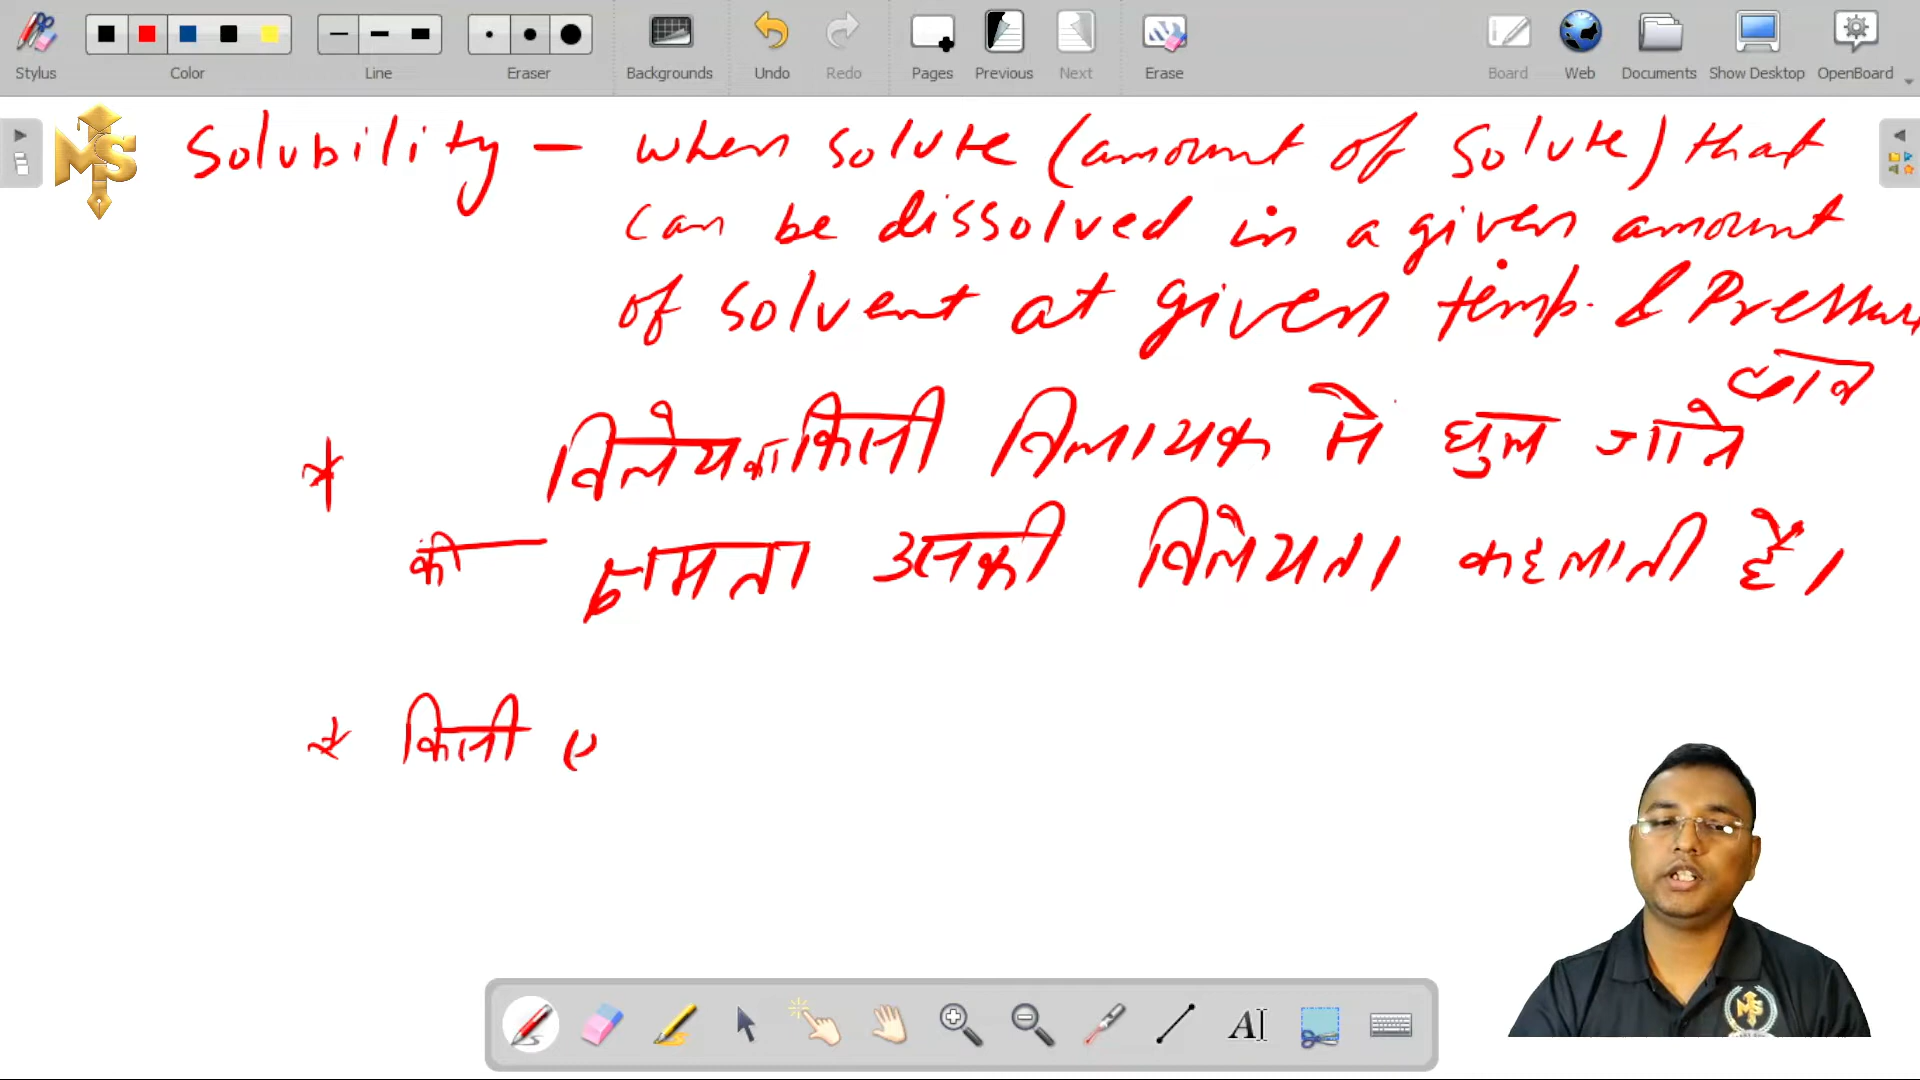 Stylus
Color
Line
Eraser
Backgrounds
Undo
Redo
Pages
Previous
Next
Erase
Board
Web
Documents
Show Desktop
OpenBoard
MS
Solubility – when solute (amount of solute) that
can be dissolved in a given amount
of solvent at given temp. & Pressure
* विलेय का किसी विलायक में घुल जाने
की क्षमता उसकी विलेयता कहलाती है।
* किसी